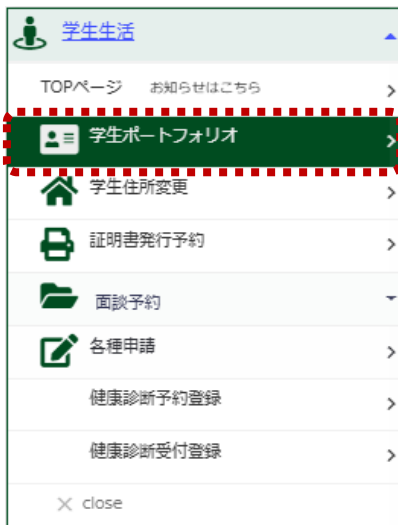 学生生活
TOPページ お知らせはこちら
学生ポートフォリオ
学生住所変更
証明書発行予約
面談予約
各種申請
健康診断予約登録
健康診断受付登録
× close